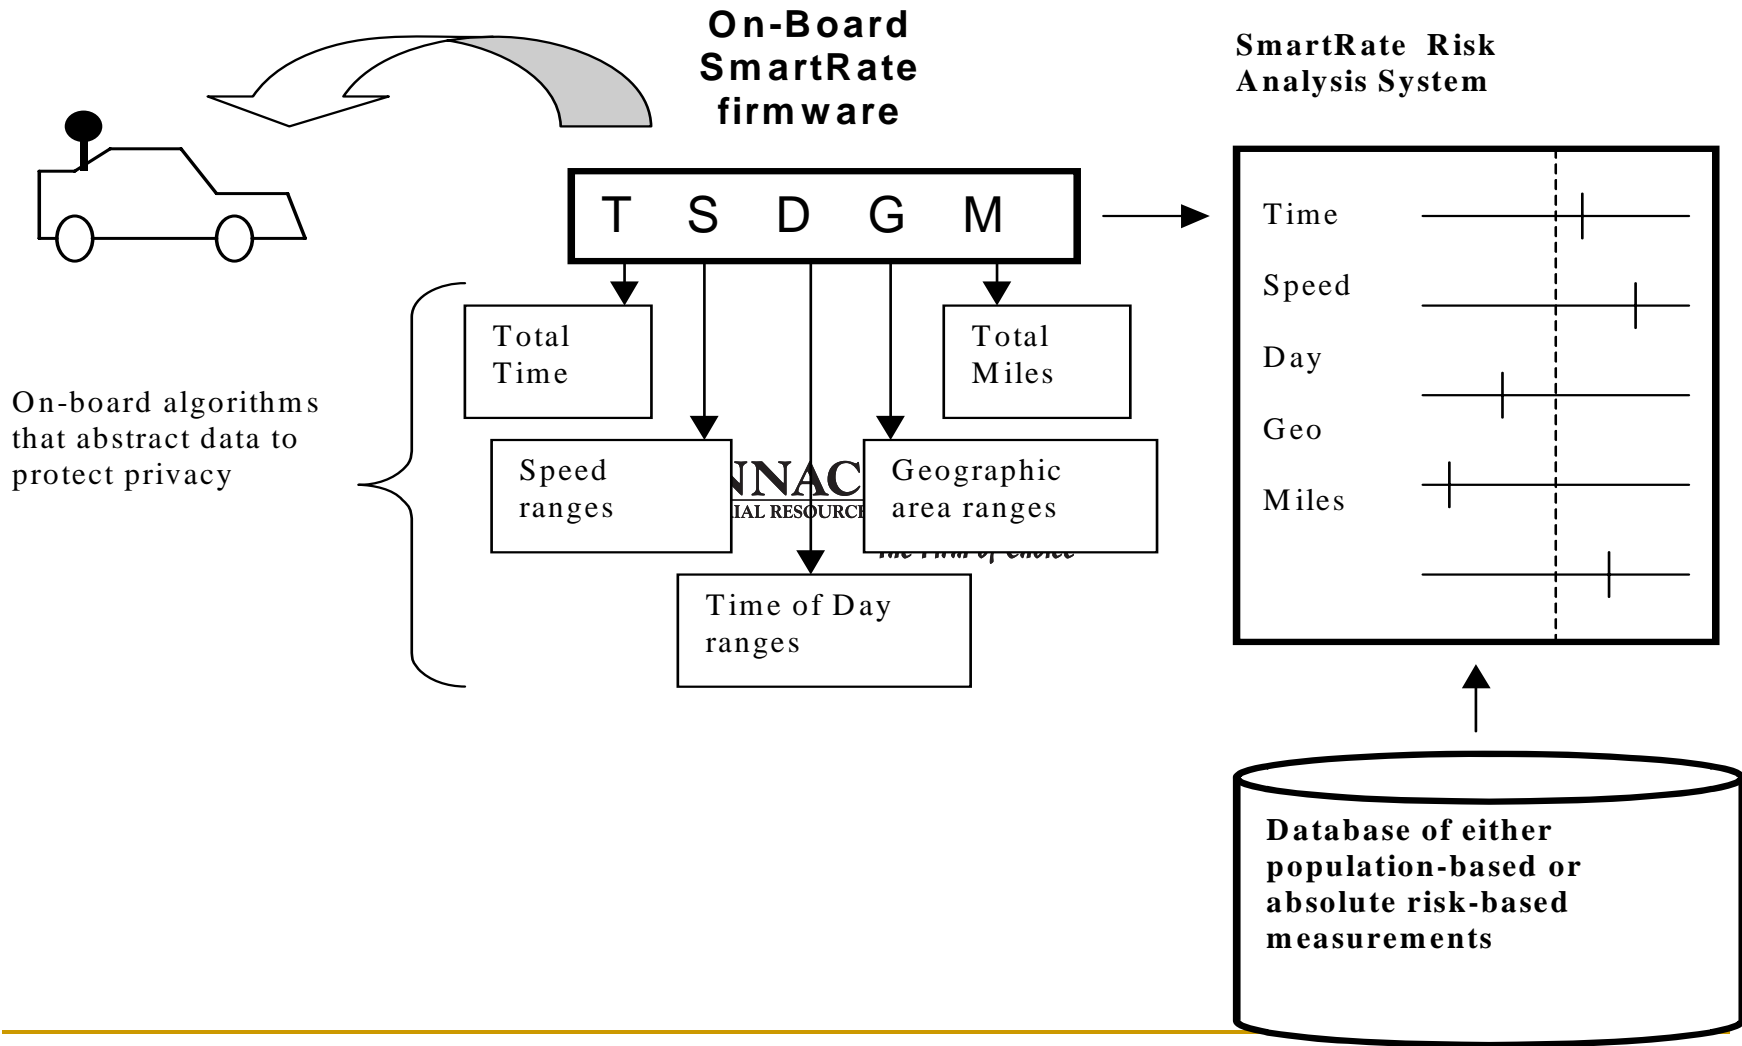 On-Board
SmartRate
firmware
SmartRate Risk
Analysis System
T S D G M
Time
Speed
Day
Geo
Miles
Total
Time
Total
Miles
On-board algorithms
that abstract data to
protect privacy
Speed
ranges
Geographic
area ranges
Time of Day
ranges
Database of either
population-based or
absolute risk-based
measurements